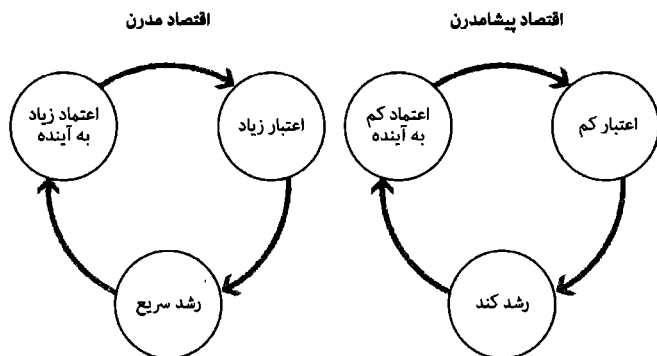 اقتصاد پیشامدرن
اعتماد کم
به آینده
اعتبار کم
رشد کند
اقتصاد مدرن
اعتماد زیاد
به آینده
اعتبار زیاد
رشد سریع